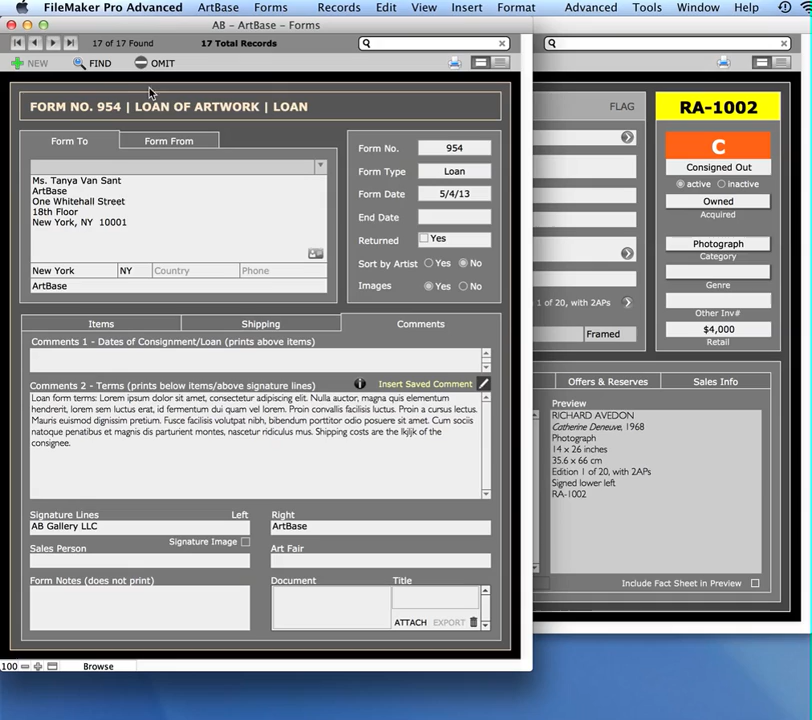 FileMaker Pro Advanced ArtBase Forms Records Edit View Insert Format Advanced Tools Window Help
AB - ArtBase - Forms
17 of 17 Found 17 Total Records
NEW FIND OMIT
FORM NO. 954 | LOAN OF ARTWORK | LOAN
Form To Form From
Ms. Tanya Van Sant
ArtBase
One Whitehall Street
18th Floor
New York, NY 10001
New York NY Country Phone
ArtBase
Form No. 954
Form Type Loan
Form Date 5/4/13
End Date
Returned Yes
Sort by Artist Yes No
Images Yes No
Items Shipping Comments
Comments 1 - Dates of Consignment/Loan (prints above items)
Comments 2 - Terms (prints below items/above signature lines) Insert Saved Comment
Loan form terms: Lorem ipsum dolor sit amet, consectetur adipiscing elit. Nulla auctor, magna quis elementum
hendrerit, lorem sem luctus erat, id fermentum dui quam vel lorem. Proin convallis facilisis luctus. Proin a cursus lectus.
Mauris euismod dignissim pretium. Fusce facilisis volutpat nibh, bibendum porttitor odio posuere sit amet. Cum sociis
natoque penatibus et magnis dis parturient montes, nascetur ridiculus mus. Shipping costs are the lkjljk of the
consignee.
Signature Lines Left Right
AB Gallery LLC ArtBase
Signature Image
Sales Person Art Fair
Form Notes (does not print) Document Title
ATTACH EXPORT
100 Browse
FLAG RA-1002
C
Consigned Out
active inactive
Owned
Acquired
Photograph
Category
Genre
Other Inv#
1 of 20, with 2APs
$4,000
Framed
Retail
Offers & Reserves Sales Info
Preview
RICHARD AVEDON
Catherine Deneuve, 1968
Photograph
14 x 26 inches
35.6 x 66 cm
Edition 1 of 20, with 2APs
Signed lower left
RA-1002
Include Fact Sheet in Preview